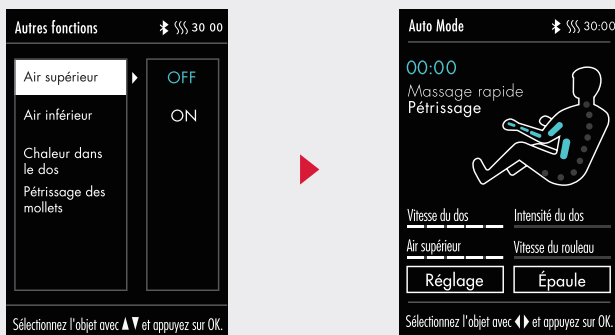 Autres fonctions
30 00
Air supérieur
OFF
Air inférieur
ON
Chaleur dans
le dos
Pétrissage des
mollets
Sélectionnez l'objet avec ▲▼ et appuyez sur OK.
Auto Mode
30:00
00:00
Massage rapide
Pétrissage
Vitesse du dos
Intensité du dos
Air supérieur
Vitesse du rouleau
Réglage
Épaule
Sélectionnez l'objet avec ◀▶ et appuyez sur OK.